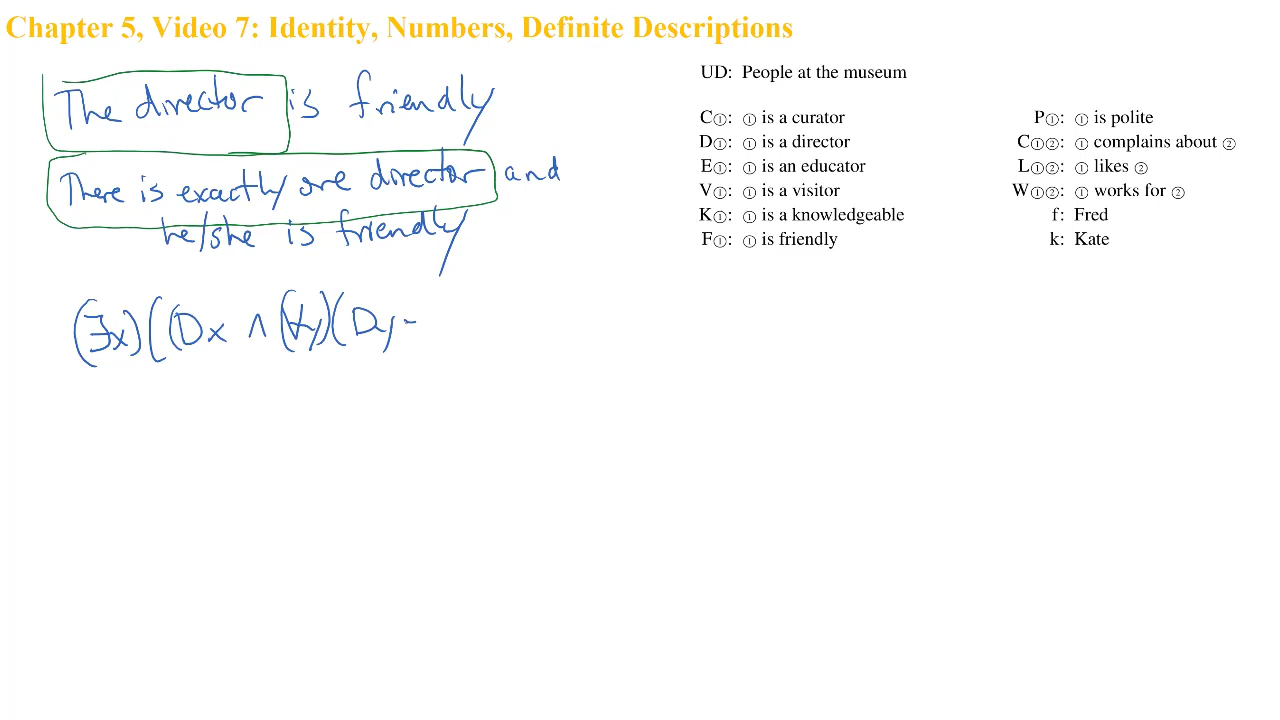 Chapter 5, Video 7: Identity, Numbers, Definite Descriptions
The director is friendly
There is exactly one director and
he/she is friendly
(∃x)((Dx ∧ (∀y)(Dy -
UD: People at the museum
C①: ① is a curator
D①: ① is a director
E①: ① is an educator
V①: ① is a visitor
K①: ① is a knowledgeable
F①: ① is friendly
P①: ① is polite
C①②: ① complains about ②
L①②: ① likes ②
W①②: ① works for ②
f: Fred
k: Kate